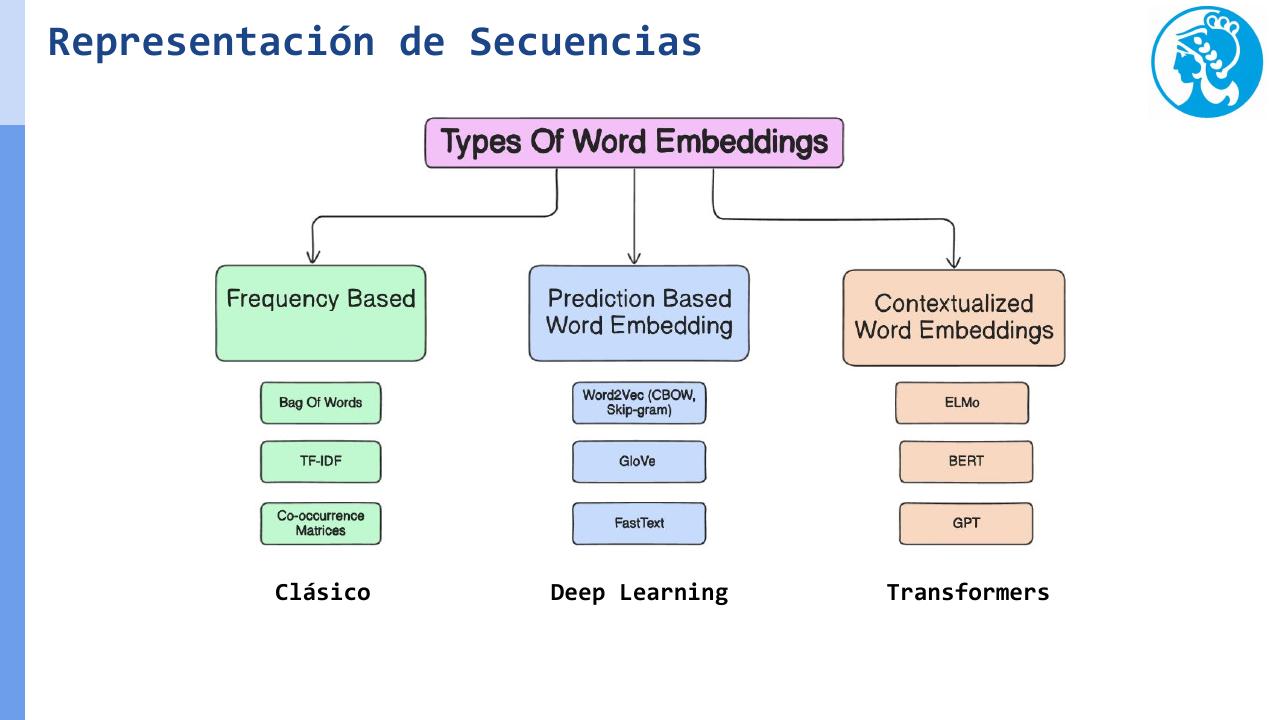 Representación de Secuencias
Types Of Word Embeddings
Frequency Based
Bag Of Words
TF-IDF
Co-occurrence
Matrices
Clásico
Prediction Based
Word Embedding
Word2Vec (CBOW,
Skip-gram)
GloVe
FastText
Deep Learning
Contextualized
Word Embeddings
ELMo
BERT
GPT
Transformers